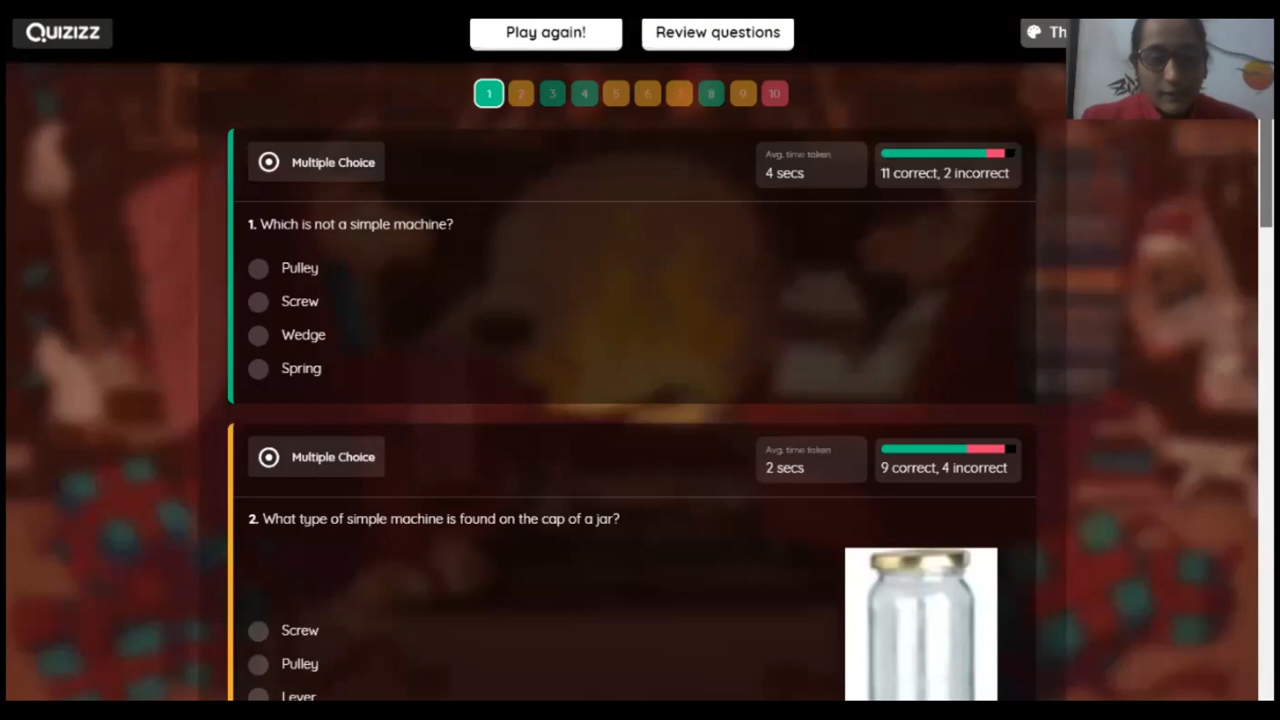 QUIZIZZ
Play again!
Review questions
Th
1 2 3 4 5 6 7 8 9 10
Multiple Choice
Avg. time taken
4 secs
11 correct, 2 incorrect
1. Which is not a simple machine?
Pulley
Screw
Wedge
Spring
Multiple Choice
Avg. time taken
2 secs
9 correct, 4 incorrect
2. What type of simple machine is found on the cap of a jar?
Screw
Pulley
Lever